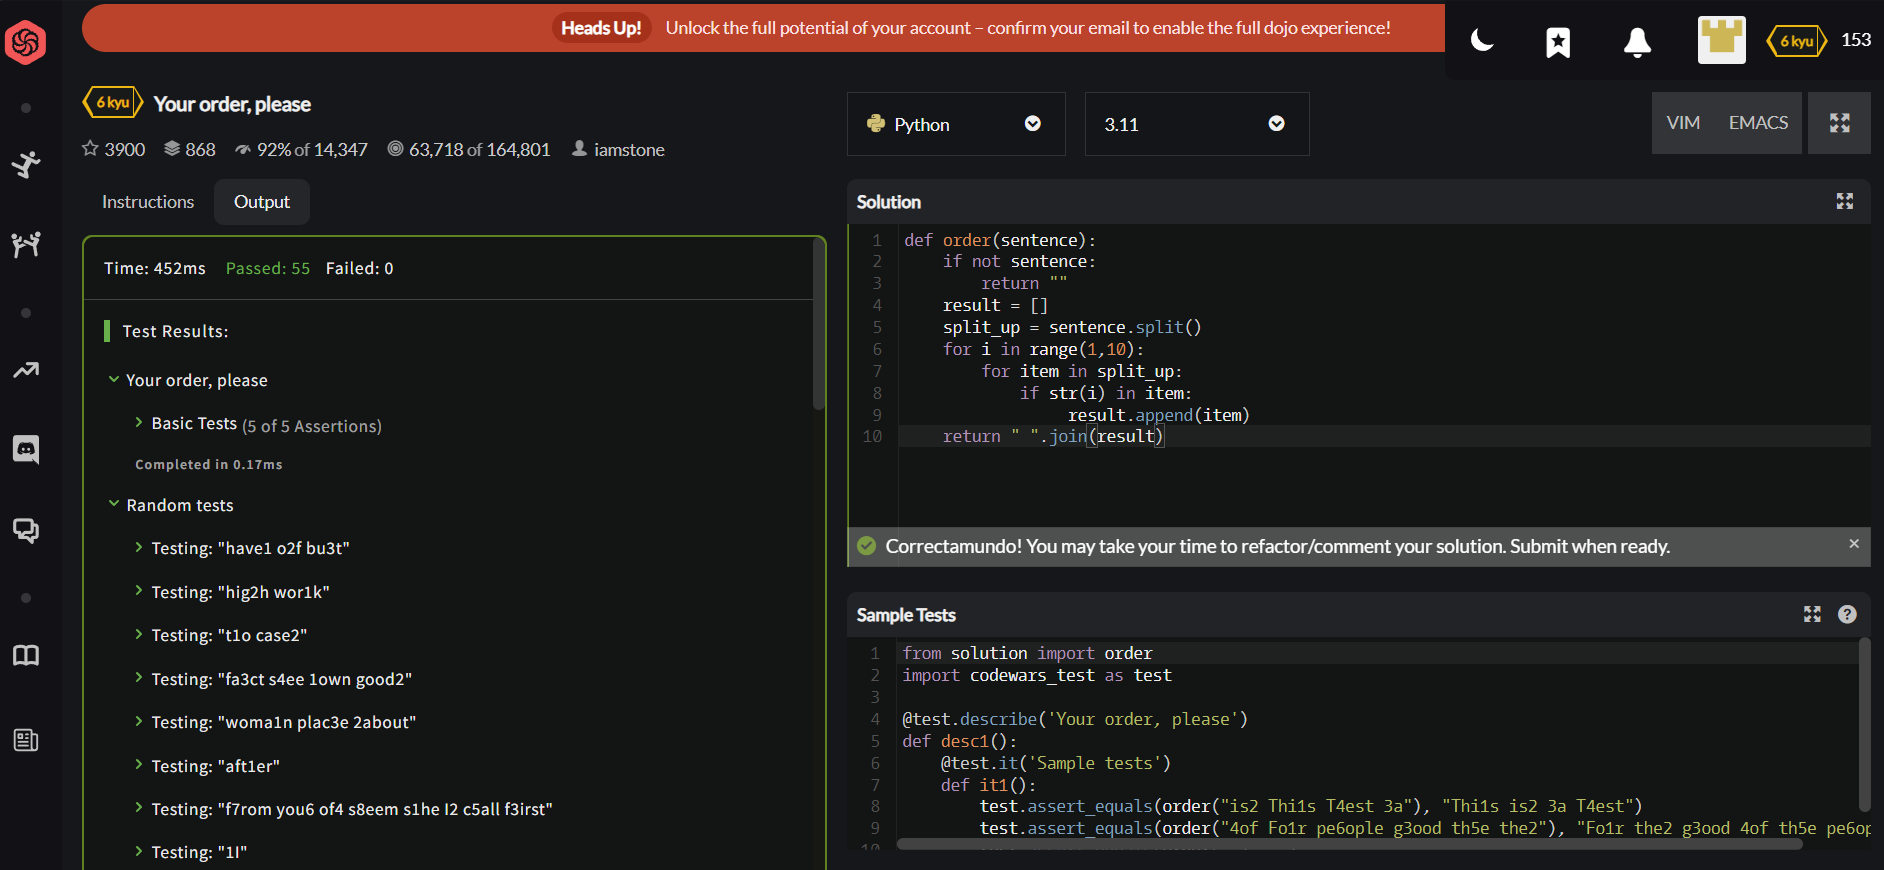 Heads Up! Unlock the full potential of your account – confirm your email to enable the full dojo experience!
6 kyu 153
6 kyu Your order, please
3900 868 92% of 14,347 63,718 of 164,801 iamstone
Python 3.11 VIM EMACS
Instructions Output
Time: 452ms Passed: 55 Failed: 0
Test Results:
Your order, please
Basic Tests (5 of 5 Assertions)
Completed in 0.17ms
Random tests
Testing: "have1 o2f bu3t"
Testing: "hig2h wor1k"
Testing: "t1o case2"
Testing: "fa3ct s4ee 1own good2"
Testing: "woma1n plac3e 2about"
Testing: "aft1er"
Testing: "f7rom you6 of4 s8eem s1he I2 c5all f3irst"
Testing: "1I"
Solution
1 def order(sentence):
2     if not sentence:
3         return ""
4     result = []
5     split_up = sentence.split()
6     for i in range(1,10):
7         for item in split_up:
8             if str(i) in item:
9                  result.append(item)
10     return " ".join(result)
Correctamundo! You may take your time to refactor/comment your solution. Submit when ready. ×
Sample Tests ?
1 from solution import order
2 import codewars_test as test
3
4 @test.describe('Your order, please')
5 def desc1():
6     @test.it('Sample tests')
7     def it1():
8         test.assert_equals(order("is2 Thi1s T4est 3a"), "Thi1s is2 3a T4est")
9         test.assert_equals(order("4of Fo1r pe6ople g3ood th5e the2"), "Fo1r the2 g3ood 4of th5e pe6op
10